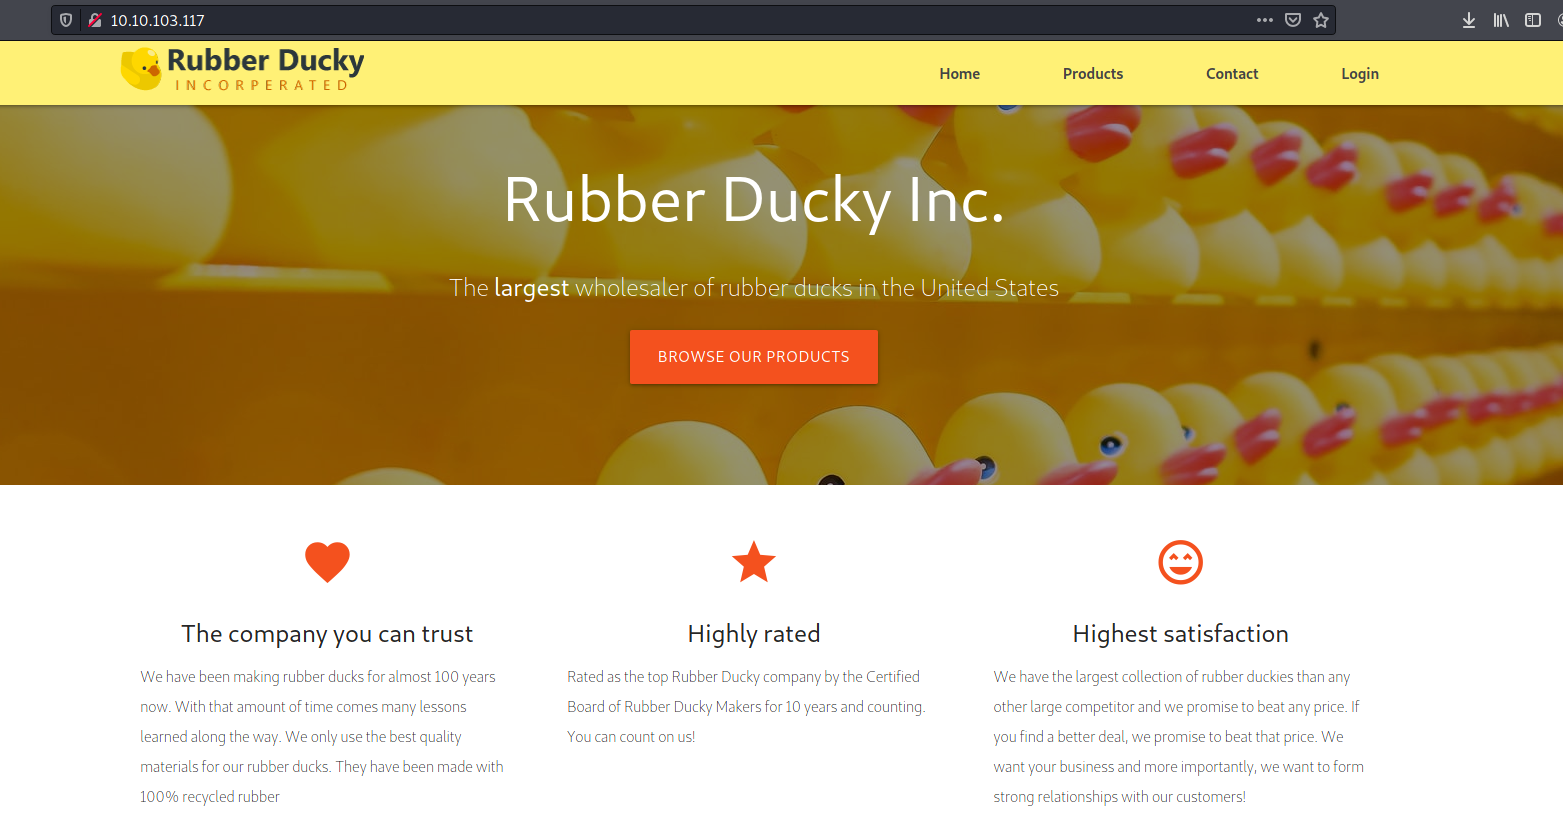 10.10.103.117
Rubber Ducky
INCORPERATED
Home Products Contact Login
Rubber Ducky Inc.
The largest wholesaler of rubber ducks in the United States
BROWSE OUR PRODUCTS
The company you can trust
We have been making rubber ducks for almost 100 years
now. With that amount of time comes many lessons
learned along the way. We only use the best quality
materials for our rubber ducks. They have been made with
100% recycled rubber
Highly rated
Rated as the top Rubber Ducky company by the Certified
Board of Rubber Ducky Makers for 10 years and counting.
You can count on us!
Highest satisfaction
We have the largest collection of rubber duckies than any
other large competitor and we promise to beat any price. If
you find a better deal, we promise to beat that price. We
want your business and more importantly, we want to form
strong relationships with our customers!